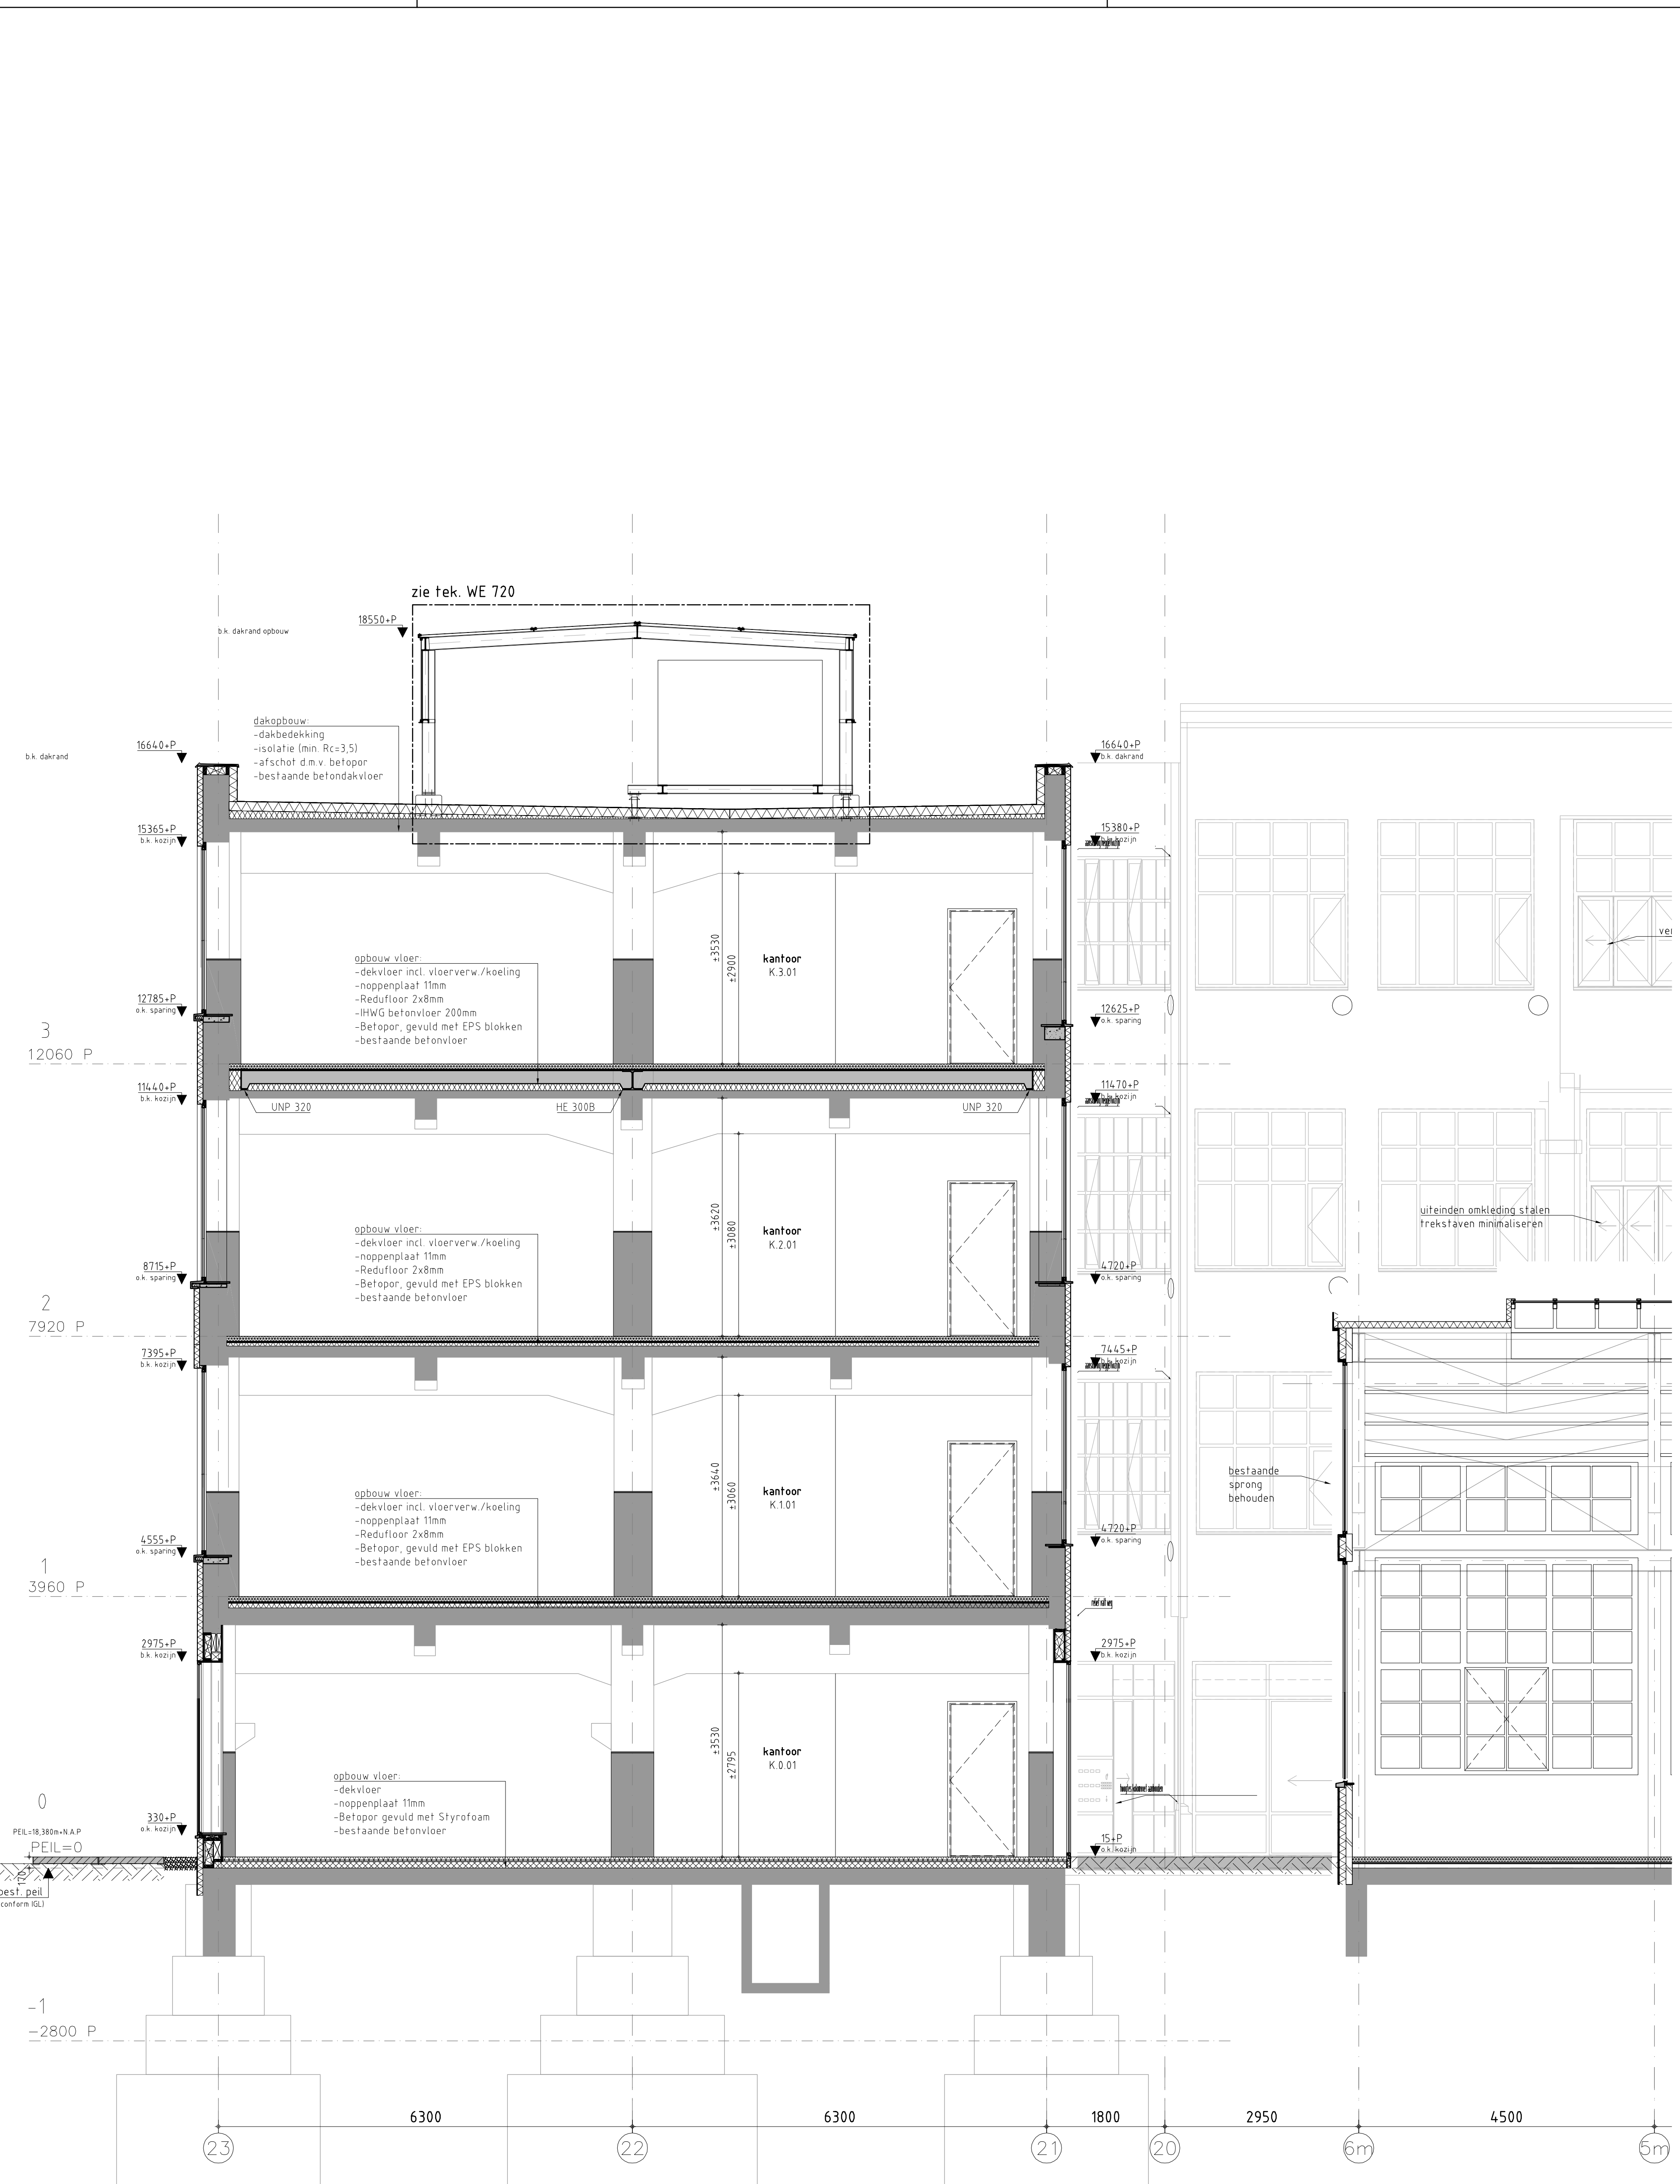 zie tek. WE 720
18550+P
b.k. dakrand opbouw
dakopbouw:
-dakbedekking
-isolatie (min. Rc=3,5)
-afschot d.m.v. betopor
-bestaande betondakvloer
16640+P
b.k. dakrand
16640+P
b.k. dakrand
15365+P
b.k. kozijn
15380+P
b.k. kozijn
opbouw vloer:
-dekvloer incl. vloerverw./koeling
-noppenplaat 11mm
-Redufloor 2x8mm
-IHWG betonvloer 200mm
-Betopor, gevuld met EPS blokken
-bestaande betonvloer
±3530
±2900
kantoor
K.3.01
12785+P
o.k. sparing
12625+P
o.k. sparing
3
12060 P
11440+P
b.k. kozijn
UNP 320
HE 300B
UNP 320
11470+P
b.k. kozijn
opbouw vloer:
-dekvloer incl. vloerverw./koeling
-noppenplaat 11mm
-Redufloor 2x8mm
-Betopor, gevuld met EPS blokken
-bestaande betonvloer
±3620
±3080
kantoor
K.2.01
uiteinden omkleding stalen
trekstaven minimaliseren
8715+P
o.k. sparing
4720+P
o.k. sparing
2
7920 P
7395+P
b.k. kozijn
7445+P
b.k. kozijn
opbouw vloer:
-dekvloer incl. vloerverw./koeling
-noppenplaat 11mm
-Redufloor 2x8mm
-Betopor, gevuld met EPS blokken
-bestaande betonvloer
±3640
±3060
kantoor
K.1.01
bestaande
sprong
behouden
4555+P
o.k. sparing
4720+P
o.k. sparing
1
3960 P
2975+P
b.k. kozijn
2975+P
b.k. kozijn
opbouw vloer:
-dekvloer
-noppenplaat 11mm
-Betopor gevuld met Styrofoam
-bestaande betonvloer
±3530
±2795
kantoor
K.0.01
0
330+P
o.k. kozijn
PEIL=18,380m+N.A.P
PEIL=0
15+P
o.k. kozijn
170
best. peil
conform IGL)
-1
-2800 P
6300
6300
1800
2950
4500
23
22
21
20
6m
5m